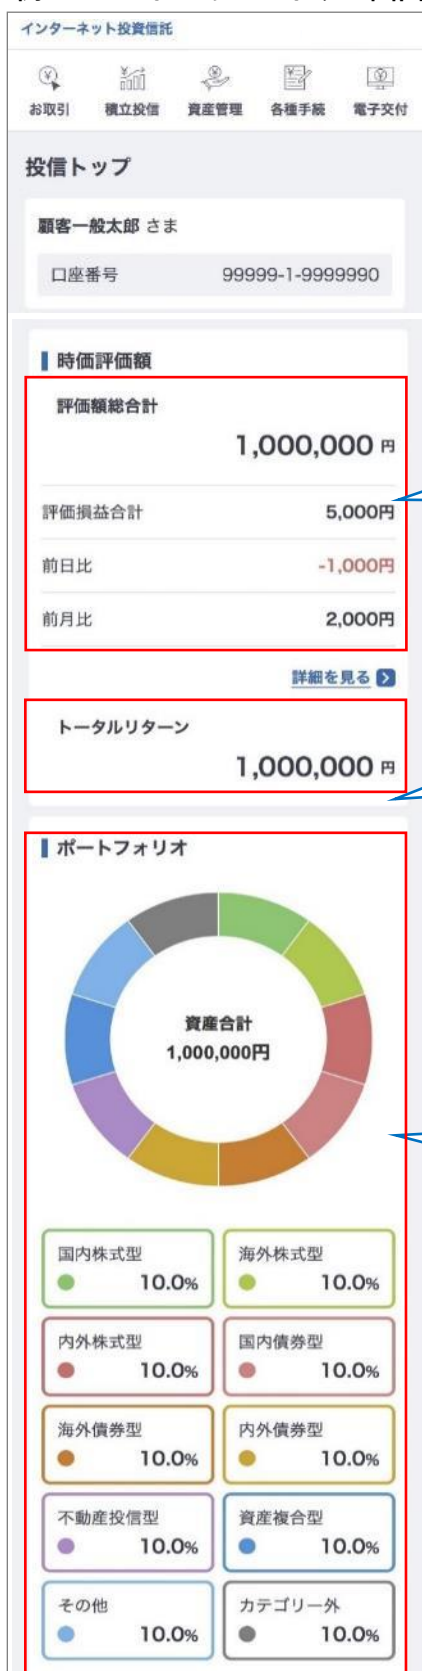 インターネット投資信託
お取引 積立投信 資産管理 各種手続 電子交付
投信トップ
顧客一般太郎 さま
口座番号 99999-1-9999990
時価評価額
評価額総合計
1,000,000 円
評価損益合計 5,000円
前日比 -1,000円
前月比 2,000円
詳細を見る
トータルリターン
1,000,000 円
ポートフォリオ
資産合計
1,000,000円
国内株式型 海外株式型
10.0% 10.0%
内外株式型 国内債券型
10.0% 10.0%
海外債券型 内外債券型
10.0% 10.0%
不動産投信型 資産複合型
10.0% 10.0%
その他 カテゴリー外
10.0% 10.0%